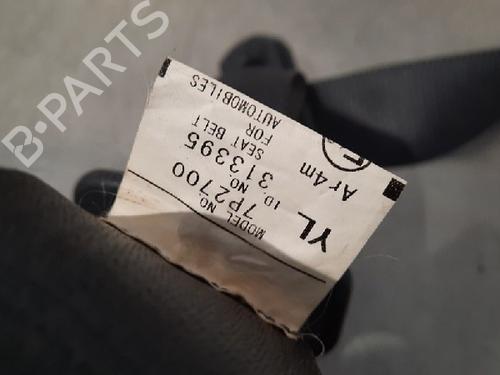 B-PARTS
SEAT BELT
FOR
AUTOMOBILES
ID NO.
313395
MODEL NO.
7P2700
YL
Ar4m